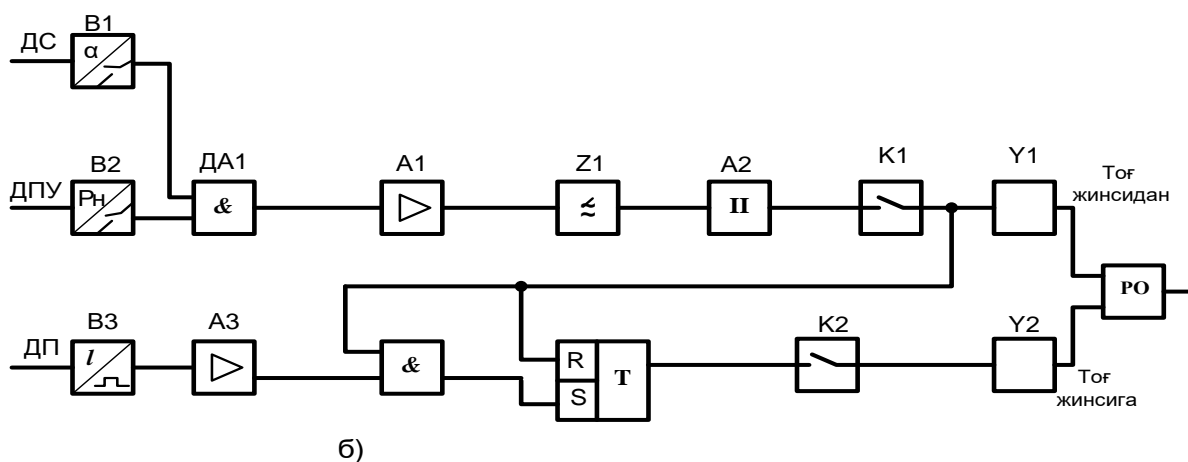 ДС
В1
α
ДПУ
В2
Рн
ДА1
&
А1
Z1
А2
II
К1
Y1
Тоғ
жинсидан
РО
ДП
В3
l
А3
&
R
S
Т
К2
Y2
Тоғ
жинсига
б)